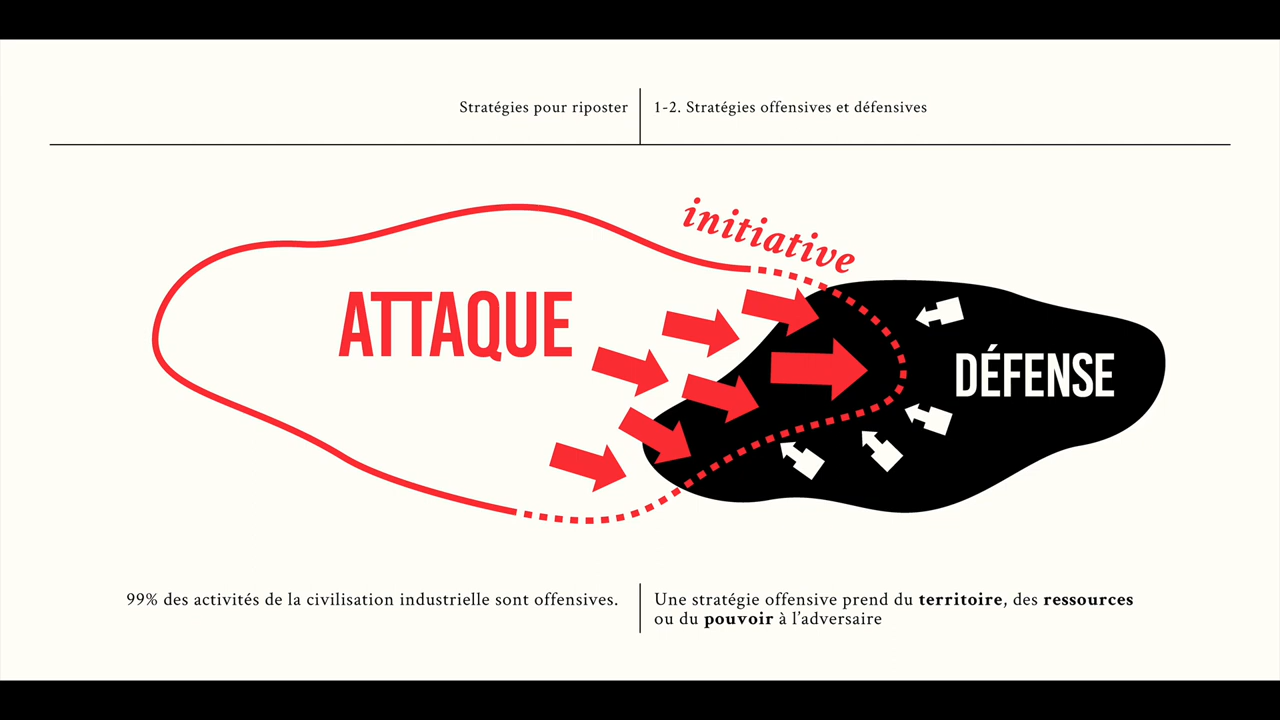 Stratégies pour riposter
1-2. Stratégies offensives et défensives
initiative
ATTAQUE
DÉFENSE
99% des activités de la civilisation industrielle sont offensives.
Une stratégie offensive prend du territoire, des ressources
ou du pouvoir à l’adversaire